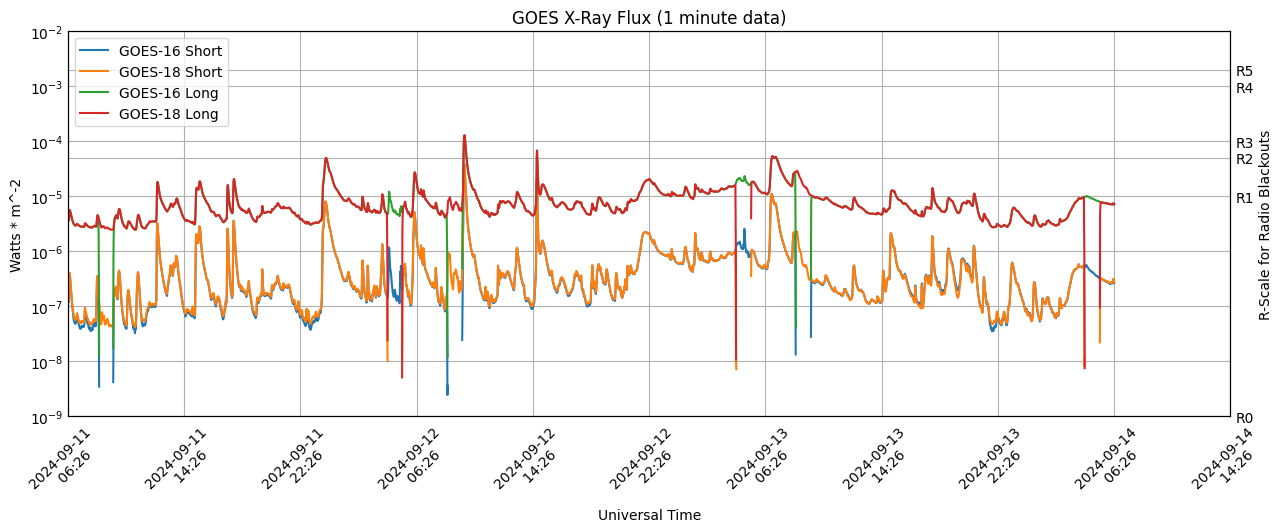 GOES X-Ray Flux (1 minute data)
GOES-16 Short
GOES-18 Short
GOES-16 Long
GOES-18 Long
Watts * m^-2
10^-2
10^-3
10^-4
10^-5
10^-6
10^-7
10^-8
10^-9
R5
R4
R3
R2
R1
R0
R-Scale for Radio Blackouts
2024-09-11
06:26
2024-09-11
14:26
2024-09-11
22:26
2024-09-12
06:26
2024-09-12
14:26
2024-09-12
22:26
2024-09-13
06:26
2024-09-13
14:26
2024-09-13
22:26
2024-09-14
06:26
2024-09-14
14:26
Universal Time